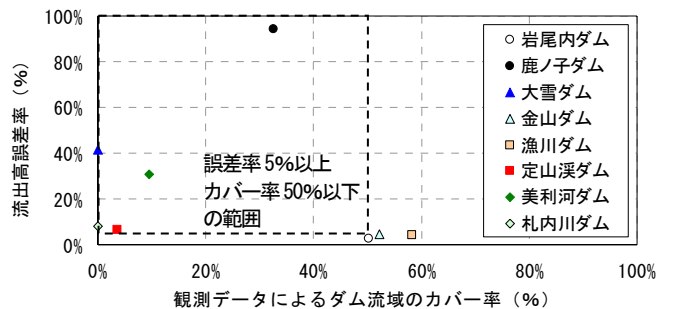 流出高誤差率（%）
100%
80%
60%
40%
20%
0%
誤差率 5%以上
カバー率 50%以下
の範囲
岩尾内ダム
鹿ノ子ダム
大雪ダム
金山ダム
漁川ダム
定山渓ダム
美利河ダム
札内川ダム
0% 20% 40% 60% 80% 100%
観測データによるダム流域のカバー率（%）